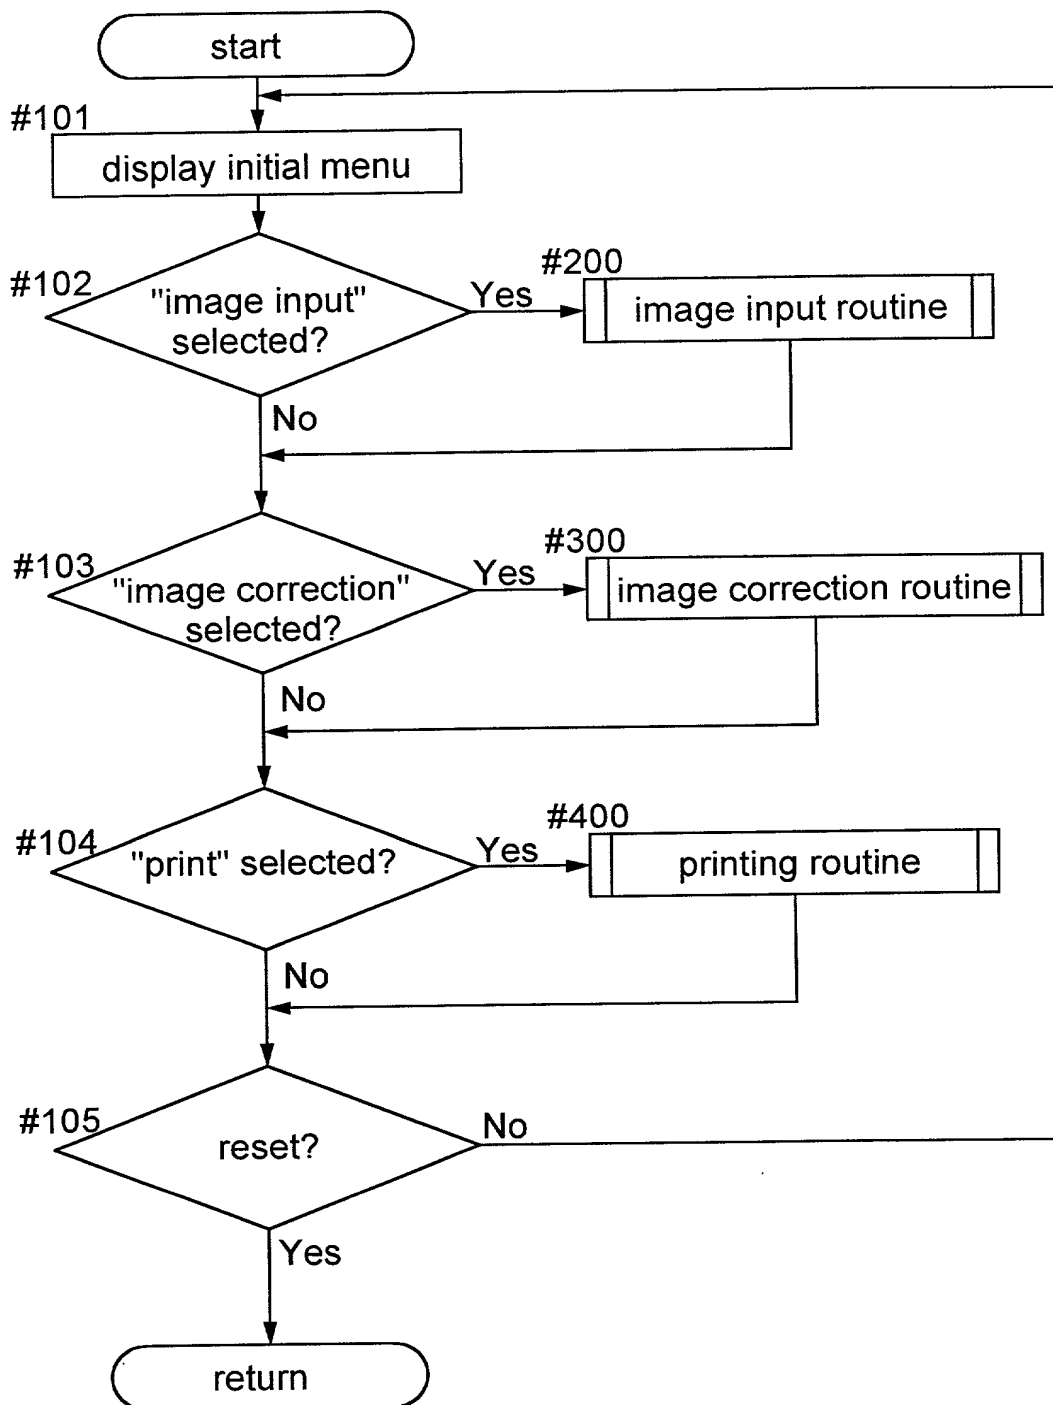 start
#101
display initial menu
#102
"image input"
selected?
Yes
#200
image input routine
No
#103
"image correction"
selected?
Yes
#300
image correction routine
No
#104
"print" selected?
Yes
#400
printing routine
No
#105
reset?
No
Yes
return